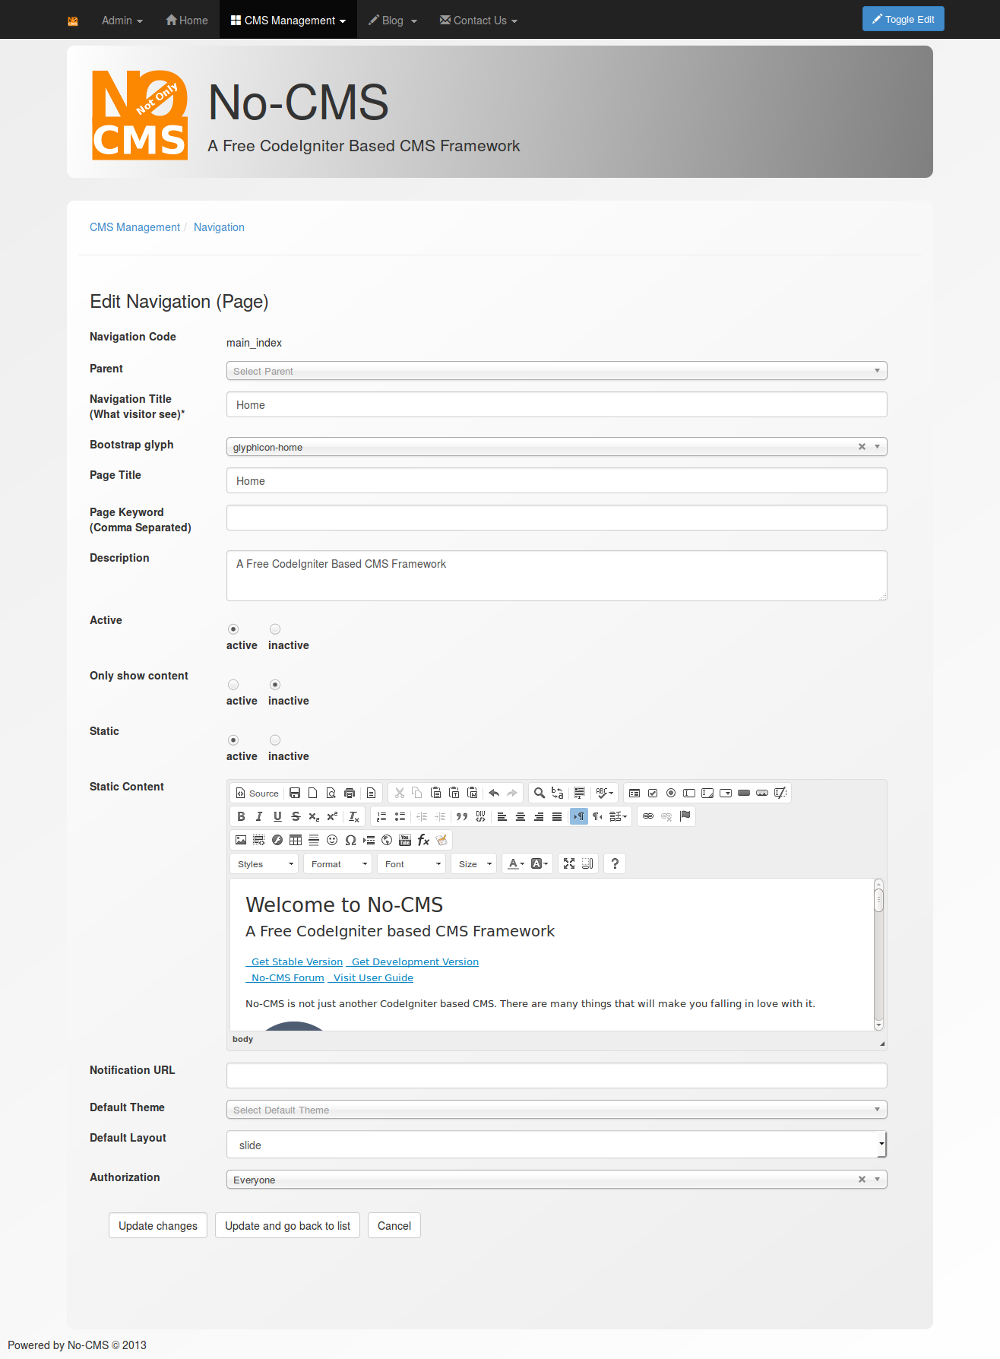 Admin Home CMS Management Blog Contact Us Toggle Edit
NO
Not Only
CMS
No-CMS
A Free CodeIgniter Based CMS Framework
CMS Management / Navigation
Edit Navigation (Page)
Navigation Code
main_index
Parent
Select Parent
Navigation Title
(What visitor see)*
Home
Bootstrap glyph
glyphicon-home
Page Title
Home
Page Keyword
(Comma Separated)
Description
A Free CodeIgniter Based CMS Framework
Active
active inactive
Only show content
active inactive
Static
active inactive
Static Content
Source
Styles Format Font Size
Welcome to No-CMS
A Free CodeIgniter based CMS Framework
Get Stable Version Get Development Version
No-CMS Forum Visit User Guide
No-CMS is not just another CodeIgniter based CMS. There are many things that will make you falling in love with it.
body
Notification URL
Default Theme
Select Default Theme
Default Layout
slide
Authorization
Everyone
Update changes Update and go back to list Cancel
Powered by No-CMS © 2013